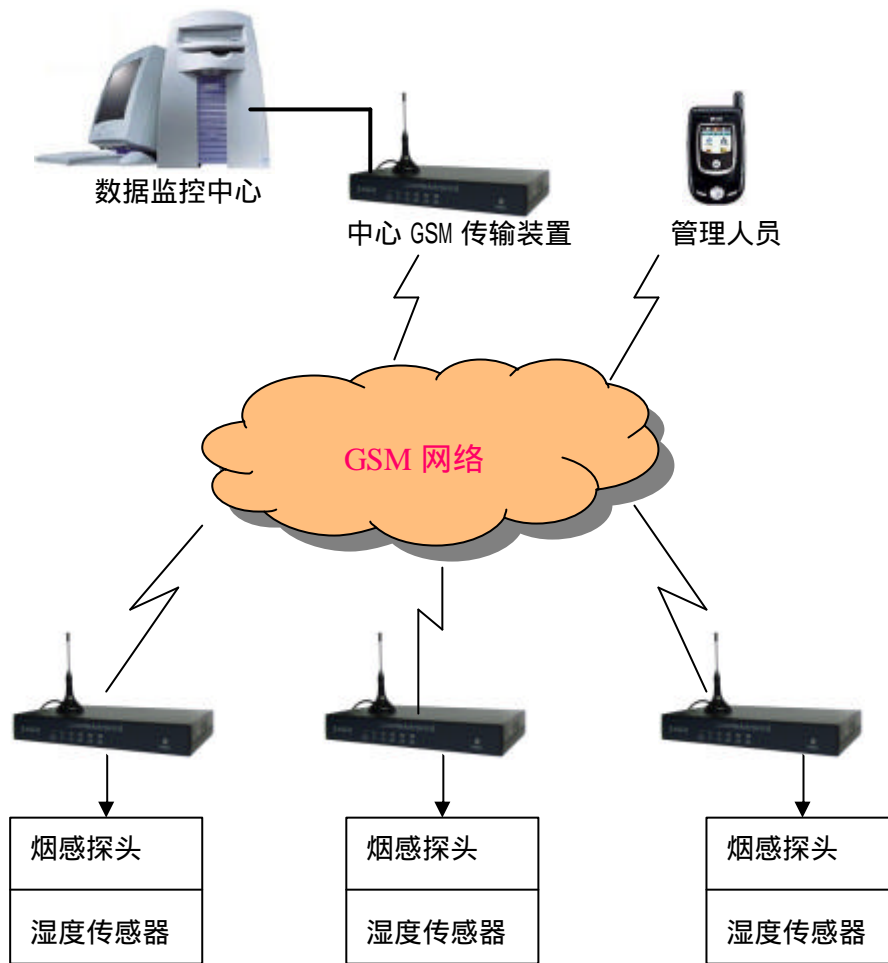 数据监控中心
中心 GSM 传输装置
管理人员
GSM 网络
烟感探头
烟感探头
烟感探头
湿度传感器
湿度传感器
湿度传感器